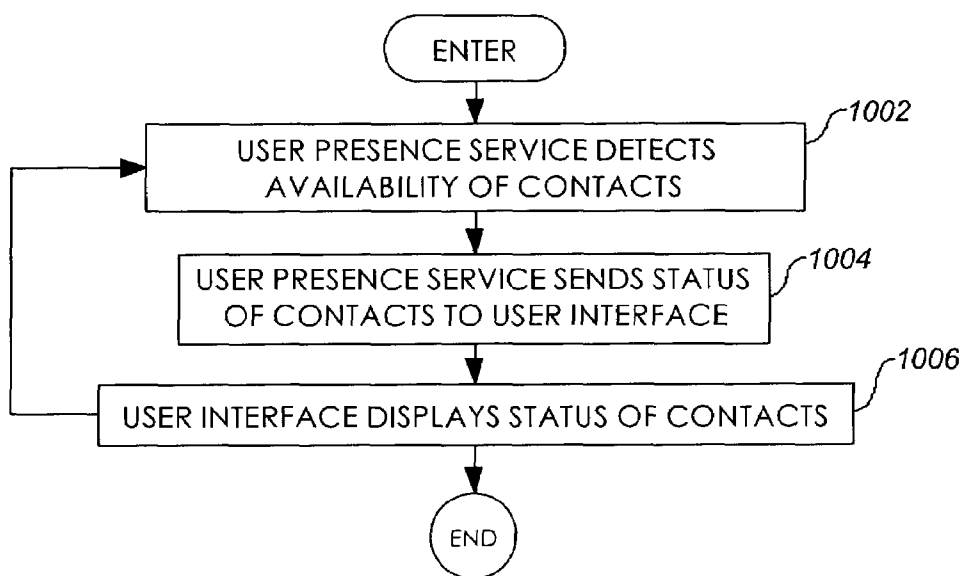 ENTER
1002
USER PRESENCE SERVICE DETECTS
AVAILABILITY OF CONTACTS
1004
USER PRESENCE SERVICE SENDS STATUS
OF CONTACTS TO USER INTERFACE
1006
USER INTERFACE DISPLAYS STATUS OF CONTACTS
END